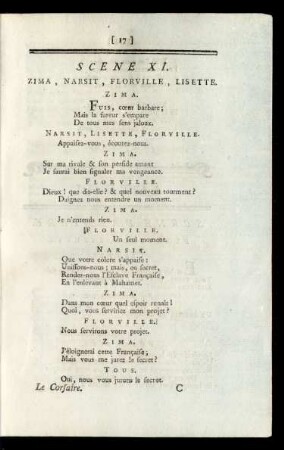 [ 17 ]
SCENE XI.
ZIMA, NARSIT, FLORVILLE, LISETTE.
ZIMA.
FUIS, cœur barbare;
Mais la fureur s'empare
De tous mes sens jaloux.
NARSIT, LISETTE, FLORVILLE.
Appaisez-vous, écoutez-nous.
ZIMA.
Sur ma rivale & son perfide amant
Je saurai bien signaler ma vengeance.
FLORVILLE.
Dieux! que dit-elle? & quel nouveau tourment?
Daignez nous entendre un moment.
ZIMA.
Je n'entends rien.
FLORVILLE.
Un seul moment.
NARSIT.
Que votre colere s'appaise:
Unissons-nous; mais, en secret,
Rendez-nous l'Esclave Française,
En l'enlevant à Mahamet.
ZIMA.
Dans mon cœur quel espoir renaît!
Quoi, vous serviriez mon projet?
FLORVILLE.
Nous servirons votre projet.
ZIMA.
J'éloignerai cette Française;
Mais vous me jurez le secret?
TOUS.
Oui, nous vous jurons le secret.
Le Corsaire. C